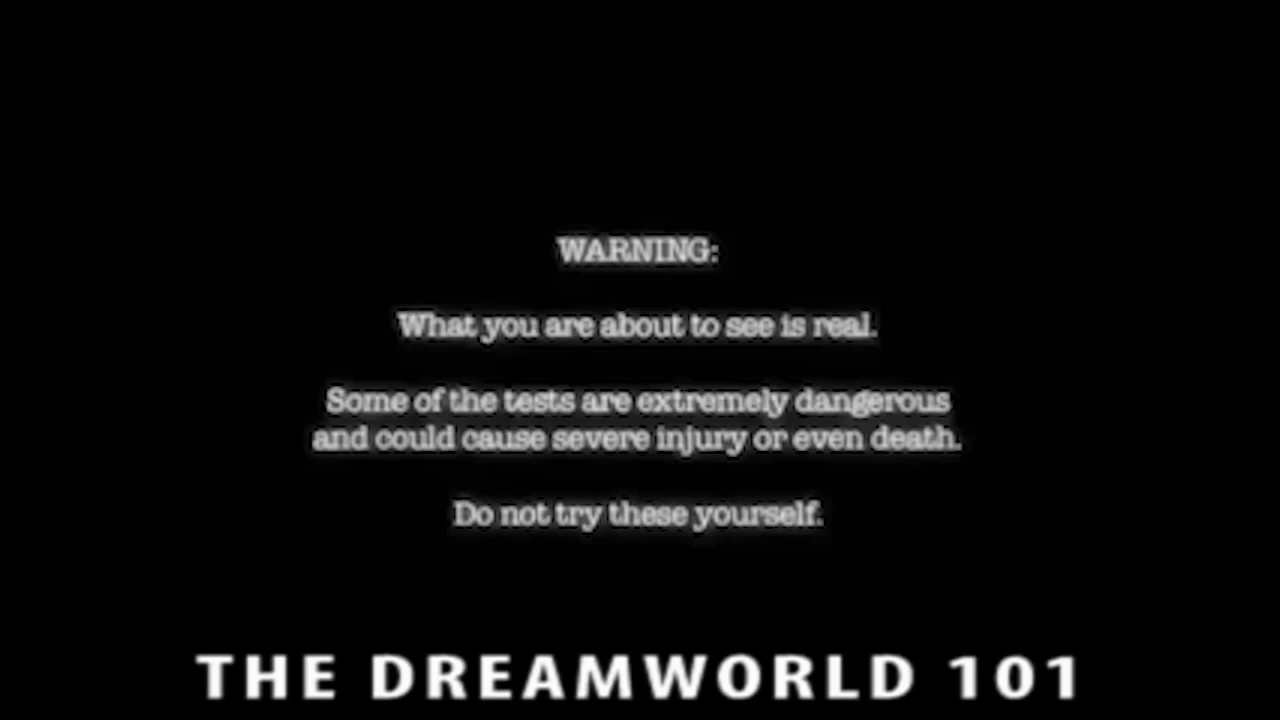 WARNING:
What you are about to see is real.
Some of the tests are extremely dangerous
and could cause severe injury or even death.
Do not try these yourself.
THE DREAMWORLD 101